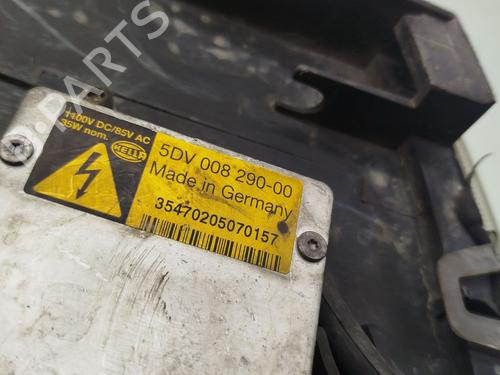 PARTS
1100V DC/85V AC
35W nom.
HELLA
5DV 008 290-00
Made in Germany
35470205070157